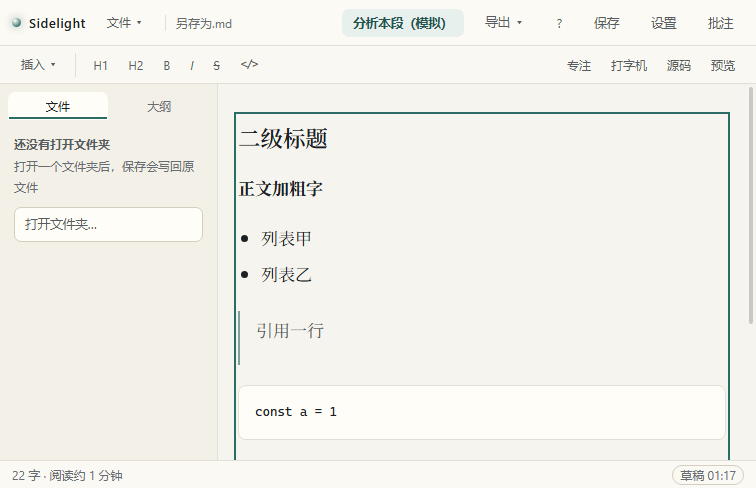 Sidelight 文件 ▾ 另存为.md 分析本段（模拟） 导出 ▾ ? 保存 设置 批注
插入 ▾ H1 H2 B I S </> 专注 打字机 源码 预览
文件 大纲
还没有打开文件夹
打开一个文件夹后，保存会写回原
文件
打开文件夹…
二级标题
正文加粗字
• 列表甲
• 列表乙
引用一行
const a = 1
22 字 · 阅读约 1 分钟 草稿 01:17